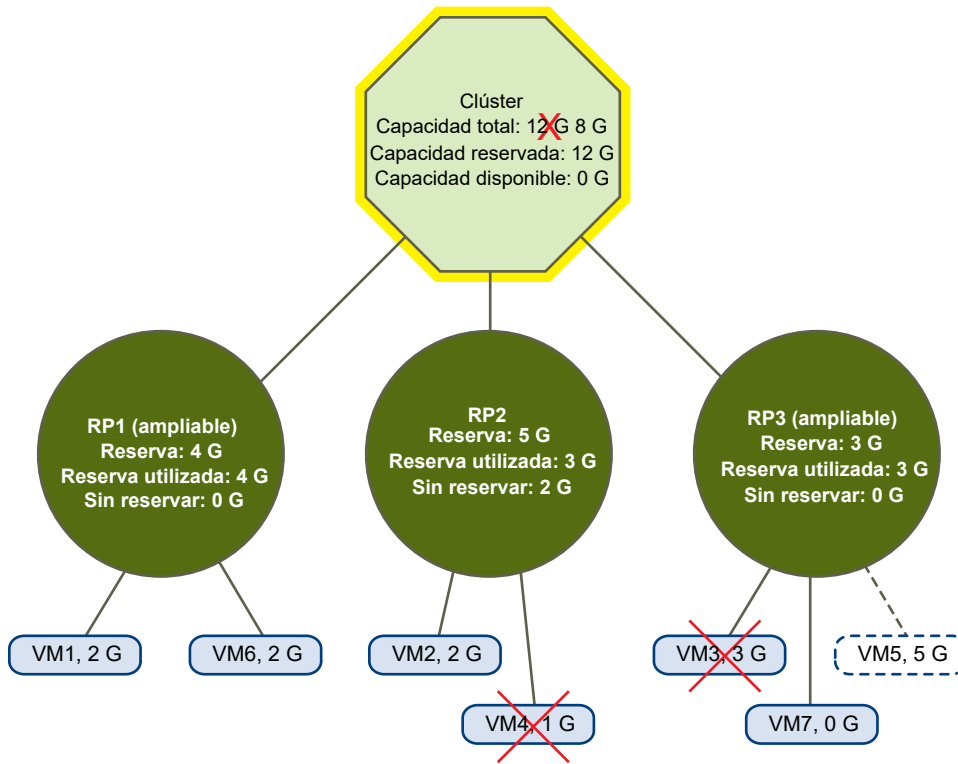 Clúster
Capacidad total: 12 G 8 G
Capacidad reservada: 12 G
Capacidad disponible: 0 G
RP1 (ampliable)
Reserva: 4 G
Reserva utilizada: 4 G
Sin reservar: 0 G
RP2
Reserva: 5 G
Reserva utilizada: 3 G
Sin reservar: 2 G
RP3 (ampliable)
Reserva: 3 G
Reserva utilizada: 3 G
Sin reservar: 0 G
VM1, 2 G
VM6, 2 G
VM2, 2 G
VM3, 3 G
VM5, 5 G
VM4, 1 G
VM7, 0 G